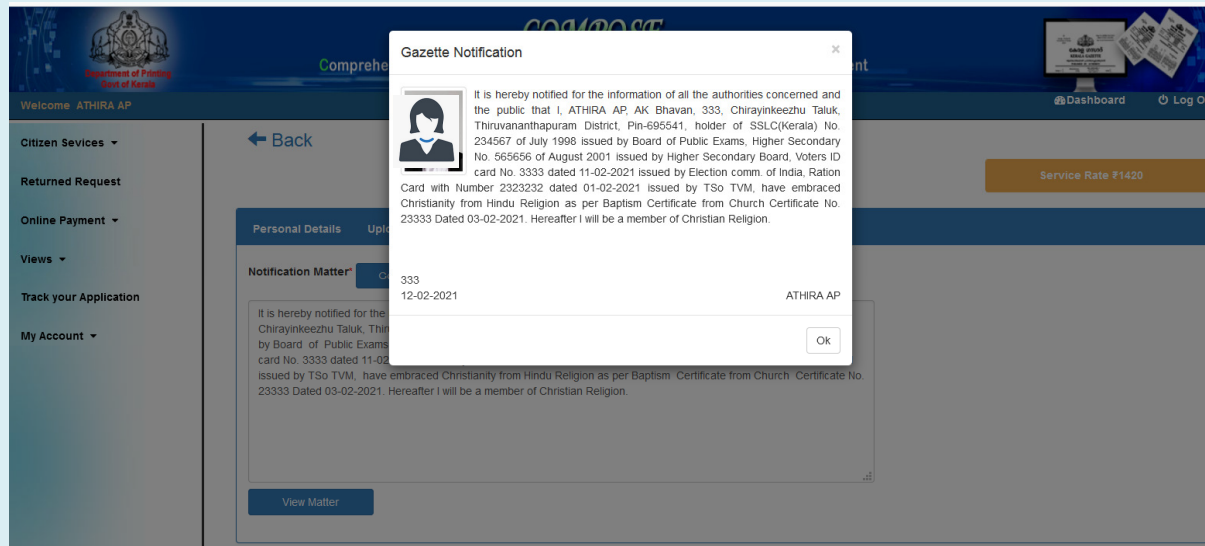 COMPOSE
Department of Printing
Govt of Kerala
Comprehe
nt
Welcome ATHIRA AP
Dashboard
Log O
Citizen Sevices
Returned Request
Online Payment
Views
Track your Application
My Account
Back
Service Rate ₹1420
Personal Details Uplo
Notification Matter*
It is hereby notified for the
Chirayinkeezhu Taluk, Thir
by Board of Public Exams
card No. 3333 dated 11-02
issued by TSo TVM, have embraced Christianity from Hindu Religion as per Baptism Certificate from Church Certificate No.
23333 Dated 03-02-2021. Hereafter I will be a member of Christian Religion.
View Matter
Gazette Notification
×
It is hereby notified for the information of all the authorities concerned and
the public that I, ATHIRA AP, AK Bhavan, 333, Chirayinkeezhu Taluk,
Thiruvananthapuram District, Pin-695541, holder of SSLC(Kerala) No.
234567 of July 1998 issued by Board of Public Exams, Higher Secondary
No. 565656 of August 2001 issued by Higher Secondary Board, Voters ID
card No. 3333 dated 11-02-2021 issued by Election comm. of India, Ration
Card with Number 2323232 dated 01-02-2021 issued by TSo TVM, have embraced
Christianity from Hindu Religion as per Baptism Certificate from Church Certificate No.
23333 Dated 03-02-2021. Hereafter I will be a member of Christian Religion.
333
12-02-2021
ATHIRA AP
Ok